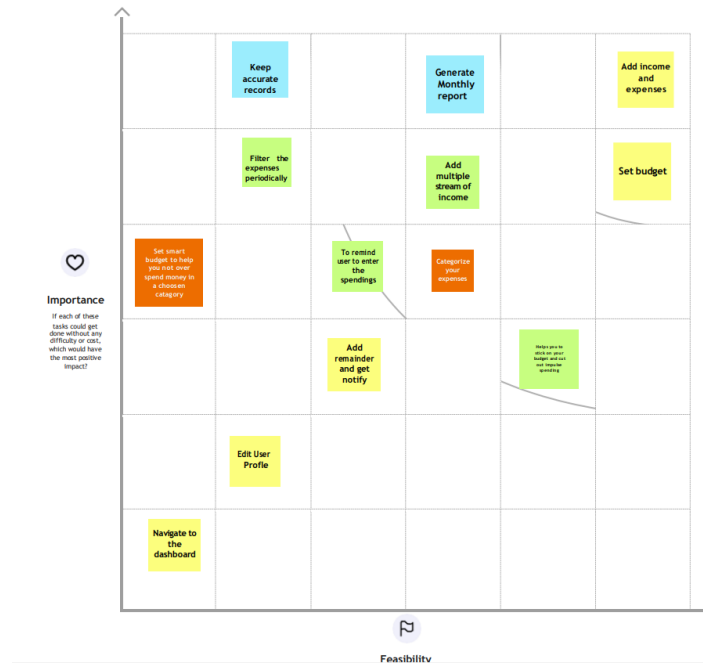 Keep
accurate
records
Generate
Monthly
report
Add income
and
expenses
Filter the
expenses
periodically
Add
multiple
stream of
income
Set budget
Set smart
budget to help
you not over
spend money in
a choosen
catagory
To remind
user to enter
the
spendings
Categorize
your
expenses
Importance
If each of these
tasks could get
done without any
difficulty or cost,
which would have
the most positive
impact?
Add
remainder
and get
notify
Helps you to
stick on your
budget and cut
out impulse
spending
Edit User
Profle
Navigate to
the
dashboard
Feasibility